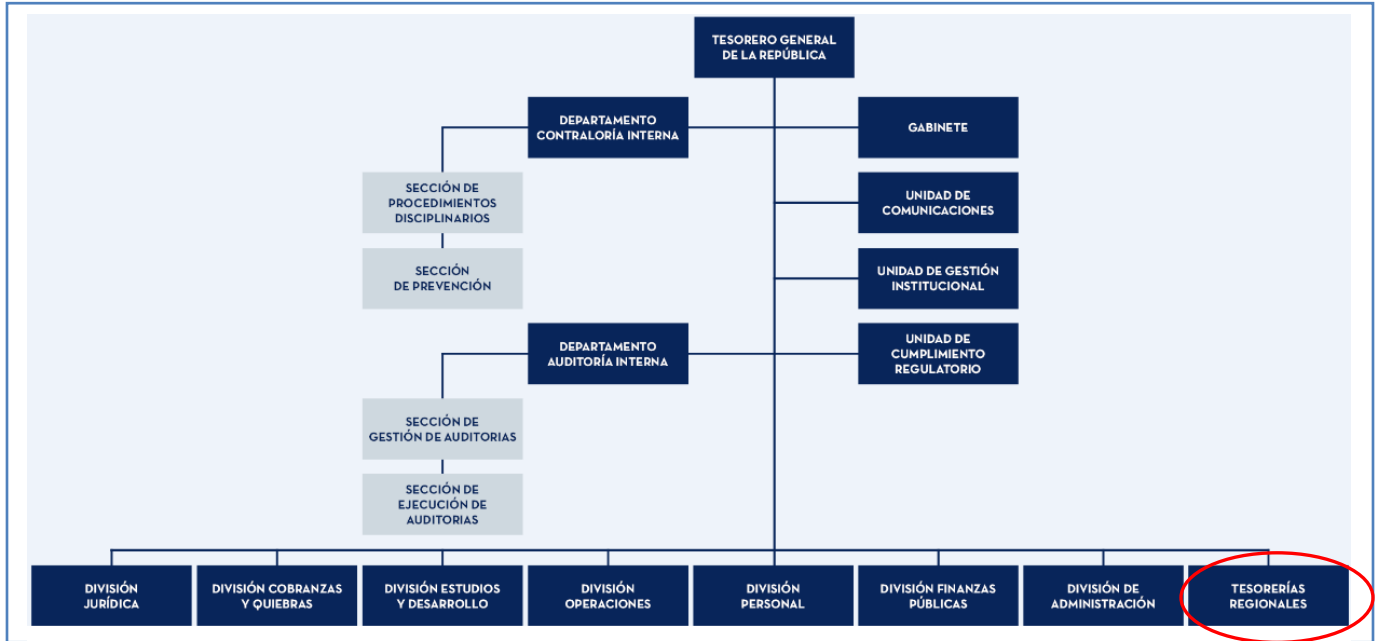 TESORERO GENERAL
DE LA REPÚBLICA
DEPARTAMENTO
CONTRALORÍA INTERNA
GABINETE
SECCIÓN DE
PROCEDIMIENTOS
DISCIPLINARIOS
UNIDAD DE
COMUNICACIONES
SECCIÓN
DE PREVENCIÓN
UNIDAD DE GESTIÓN
INSTITUCIONAL
DEPARTAMENTO
AUDITORÍA INTERNA
UNIDAD DE
CUMPLIMIENTO
REGULATORIO
SECCIÓN DE
GESTIÓN DE AUDITORIAS
SECCIÓN DE
EJECUCIÓN DE
AUDITORIAS
DIVISIÓN
JURÍDICA
DIVISIÓN COBRANZAS
Y QUIEBRAS
DIVISIÓN ESTUDIOS
Y DESARROLLO
DIVISIÓN
OPERACIONES
DIVISIÓN
PERSONAL
DIVISIÓN FINANZAS
PÚBLICAS
DIVISIÓN DE
ADMINISTRACIÓN
TESORERÍAS
REGIONALES